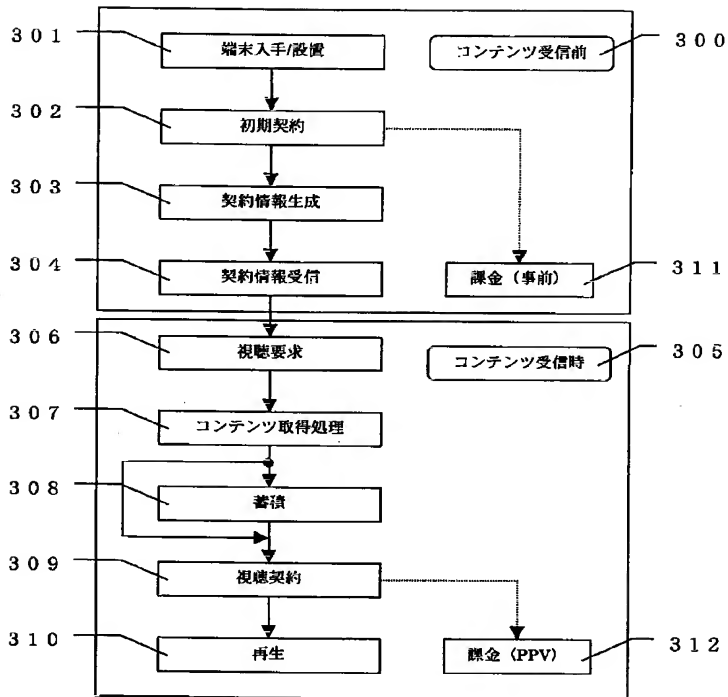 ３０１ 端末入手/設置 コンテンツ受信前 ３００
３０２ 初期契約
３０３ 契約情報生成
３０４ 契約情報受信 課金（事前） ３１１
３０６ 視聴要求 コンテンツ受信時 ３０５
３０７ コンテンツ取得処理
３０８ 蓄積
３０９ 視聴契約
３１０ 再生 課金（PPV） ３１２